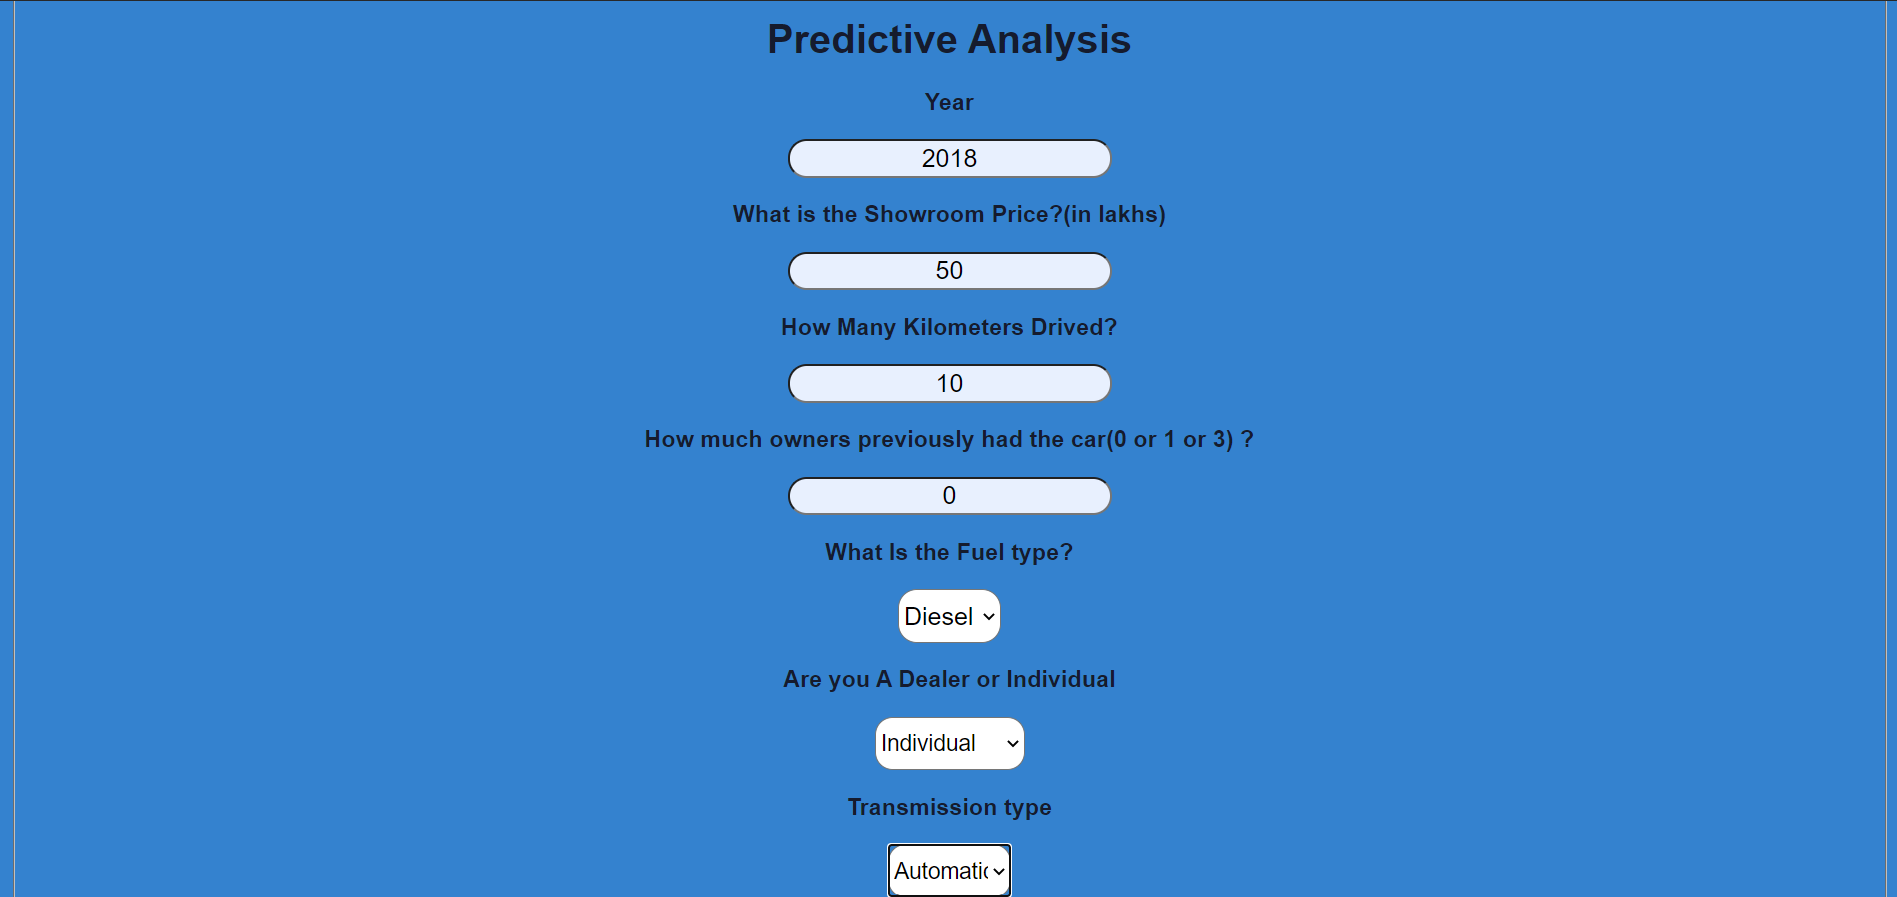 Predictive Analysis
Year
2018
What is the Showroom Price?(in lakhs)
50
How Many Kilometers Drived?
10
How much owners previously had the car(0 or 1 or 3) ?
0
What Is the Fuel type?
Diesel
Are you A Dealer or Individual
Individual
Transmission type
Automatic